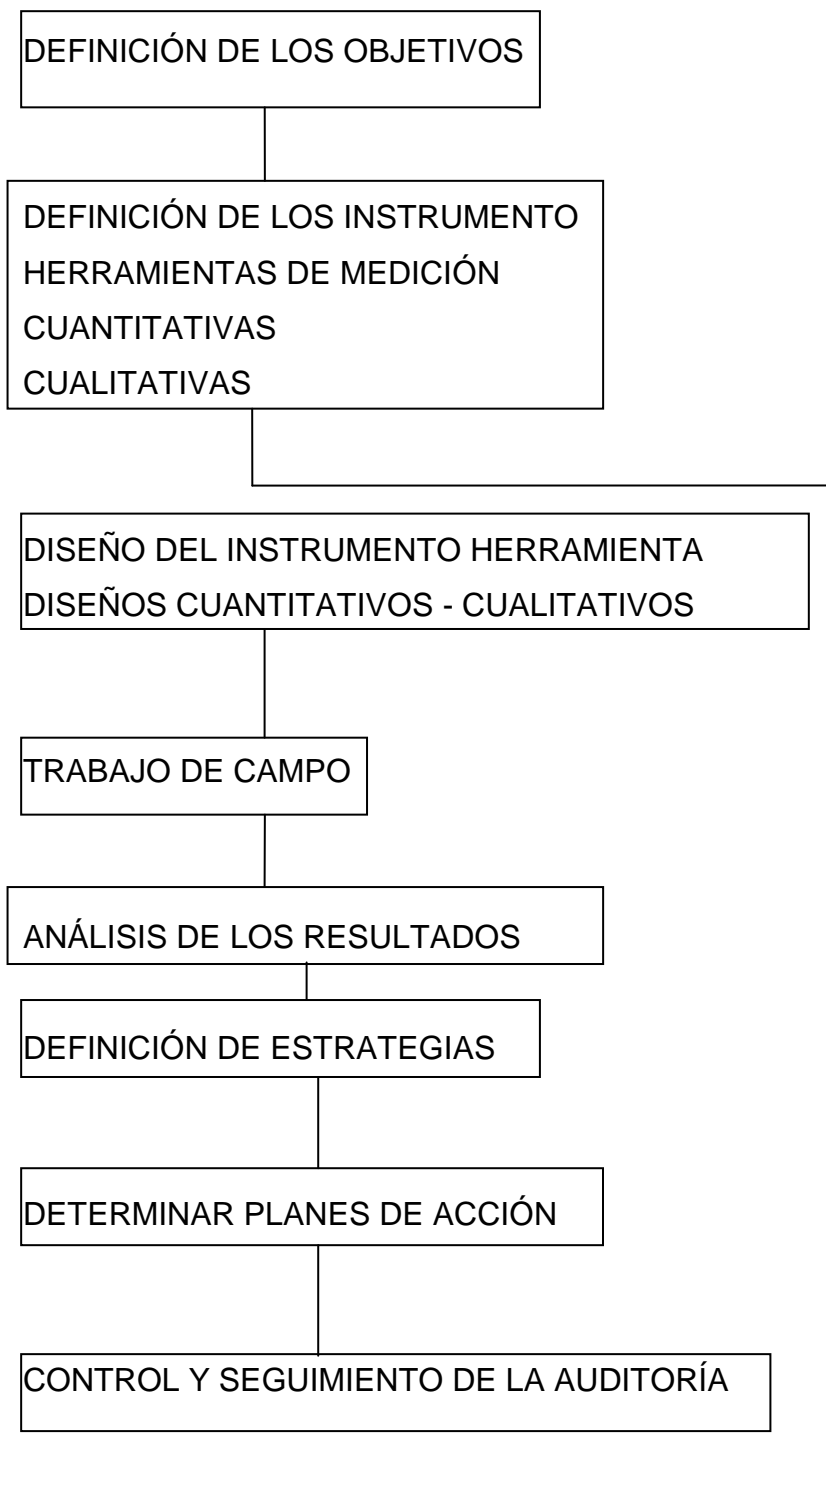 DEFINICIÓN DE LOS OBJETIVOS
DEFINICIÓN DE LOS INSTRUMENTO
HERRAMIENTAS DE MEDICIÓN
CUANTITATIVAS
CUALITATIVAS
DISEÑO DEL INSTRUMENTO HERRAMIENTA
DISEÑOS CUANTITATIVOS - CUALITATIVOS
TRABAJO DE CAMPO
ANÁLISIS DE LOS RESULTADOS
DEFINICIÓN DE ESTRATEGIAS
DETERMINAR PLANES DE ACCIÓN
CONTROL Y SEGUIMIENTO DE LA AUDITORÍA